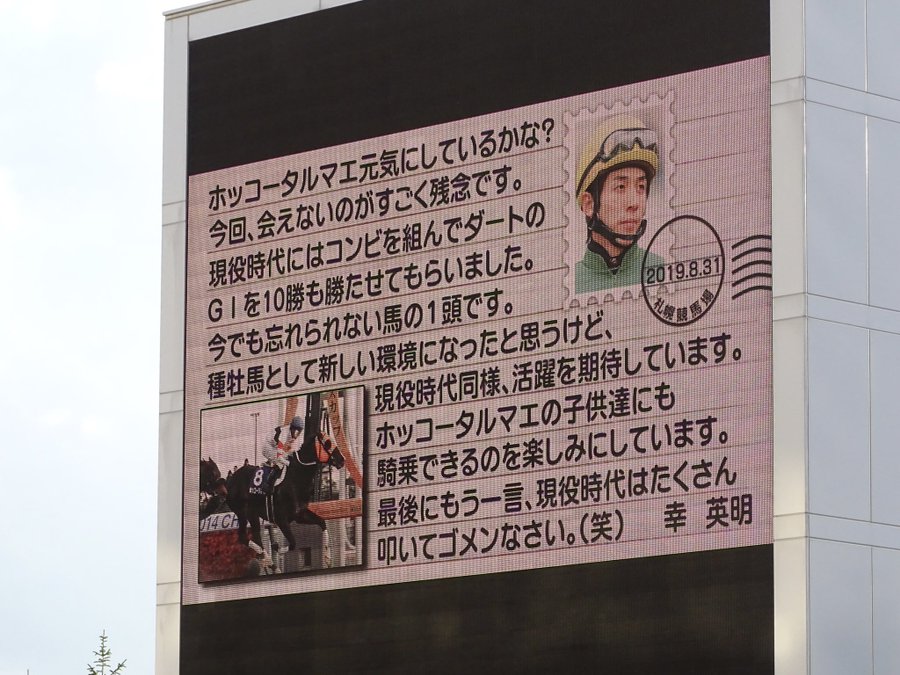 ホッコータルマエ元気にしているかな?
今回、会えないのがすごく残念です。
現役時代にはコンビを組んでダートの
GⅠを10勝も勝たせてもらいました。
今でも忘れられない馬の1頭です。
種牡馬として新しい環境になったと思うけど、
現役時代同様、活躍を期待しています。
ホッコータルマエの子供達にも
騎乗できるのを楽しみにしています。
最後にもう一言、現役時代はたくさん
叩いてゴメンなさい。(笑) 幸 英明
2019.8.31
札幌競馬場
8
014 CH